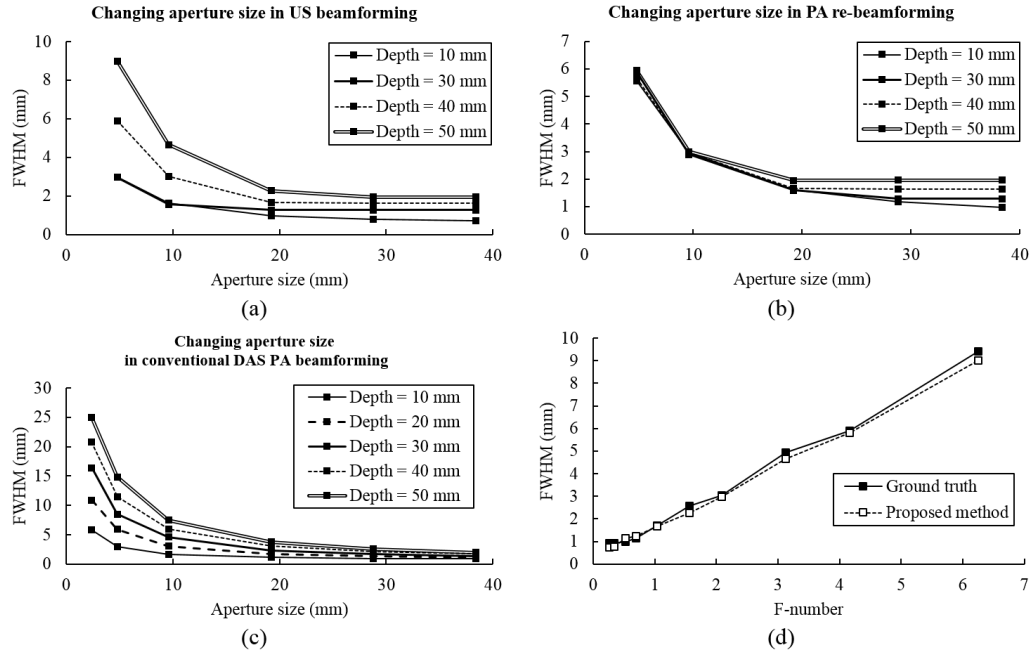 Changing aperture size in US beamforming
10
8
6
4
2
0
FWHM (mm)
0 10 20 30 40
Aperture size (mm)
Depth = 10 mm
Depth = 30 mm
Depth = 40 mm
Depth = 50 mm
(a)
Changing aperture size in PA re-beamforming
7
6
5
4
3
2
1
0
FWHM (mm)
0 10 20 30 40
Aperture size (mm)
Depth = 10 mm
Depth = 30 mm
Depth = 40 mm
Depth = 50 mm
(b)
Changing aperture size
in conventional DAS PA beamforming
30
25
20
15
10
5
0
FWHM (mm)
0 10 20 30 40
Aperture size (mm)
Depth = 10 mm
Depth = 20 mm
Depth = 30 mm
Depth = 40 mm
Depth = 50 mm
(c)
10
9
8
7
6
5
4
3
2
1
0
FWHM (mm)
0 1 2 3 4 5 6 7
F-number
Ground truth
Proposed method
(d)